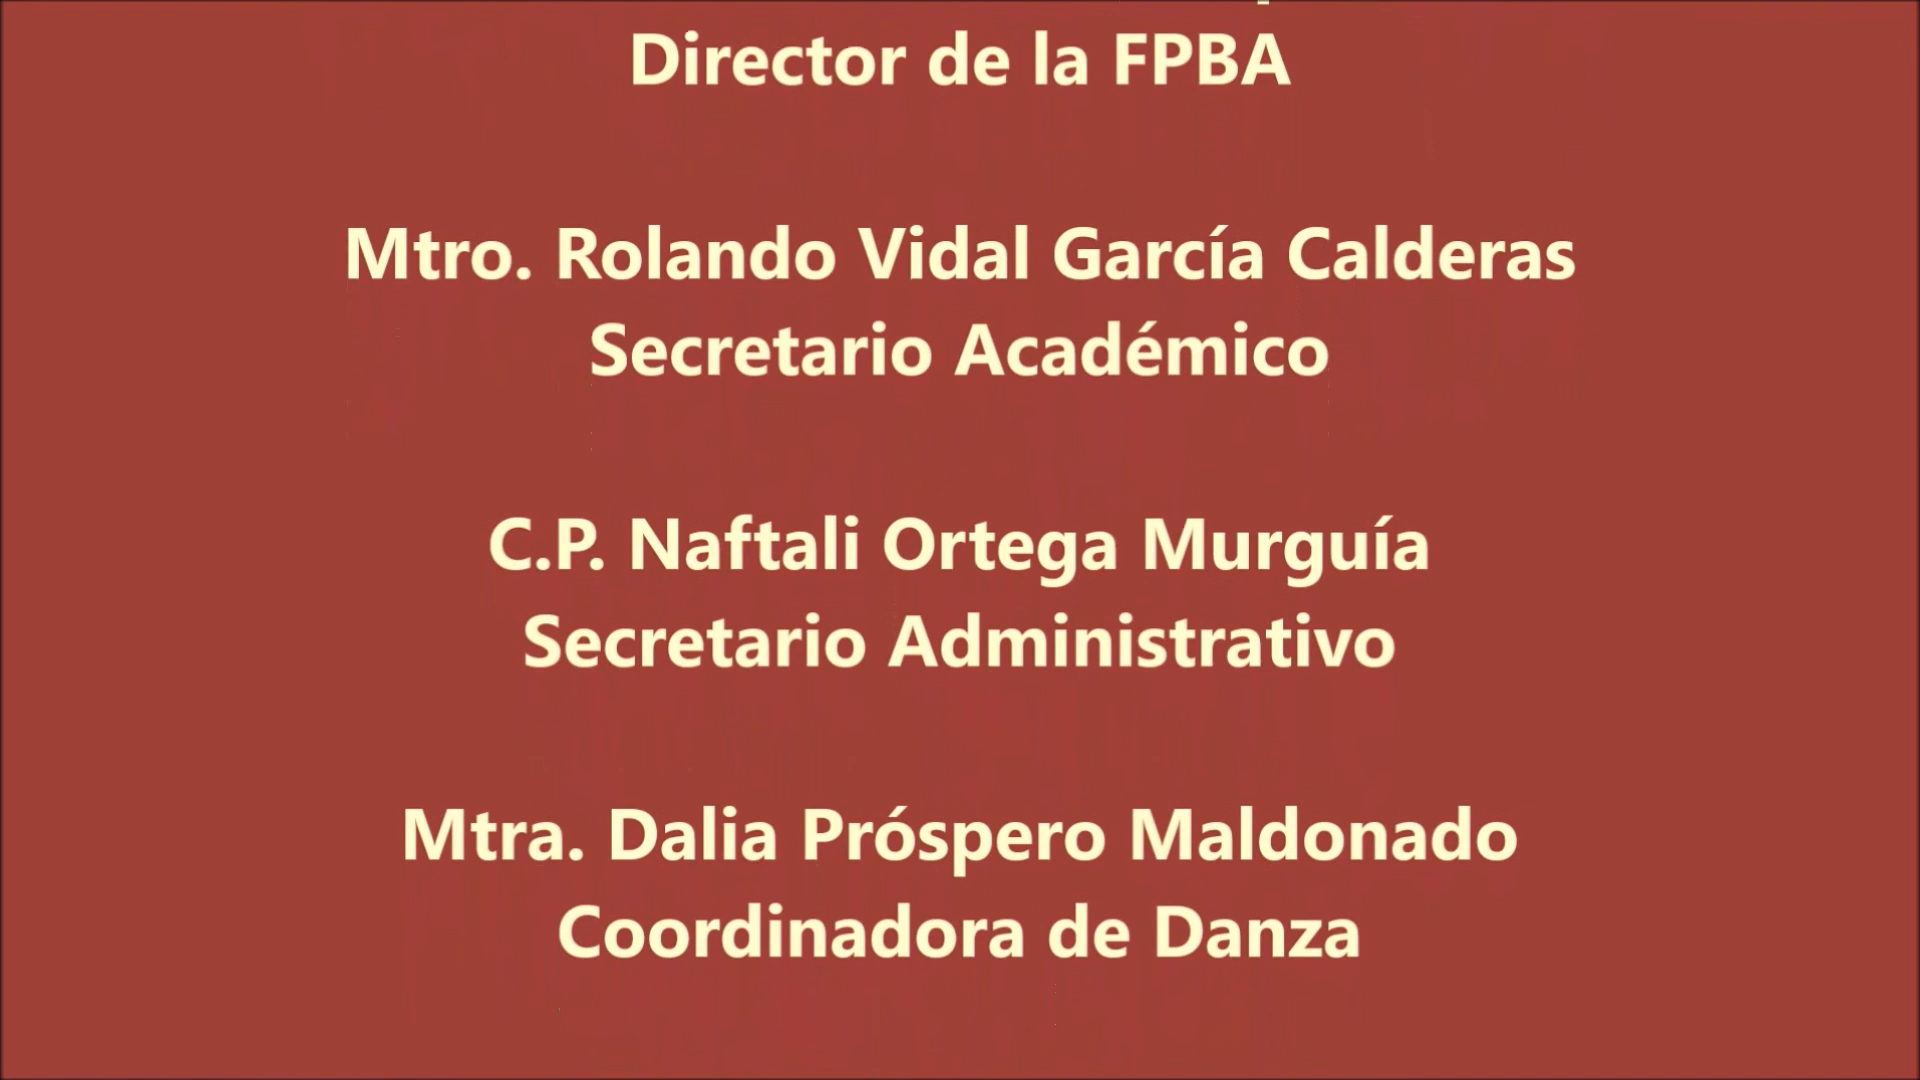 Director de la FPBA
Mtro. Rolando Vidal García Calderas
Secretario Académico
C.P. Naftali Ortega Murguía
Secretario Administrativo
Mtra. Dalia Próspero Maldonado
Coordinadora de Danza